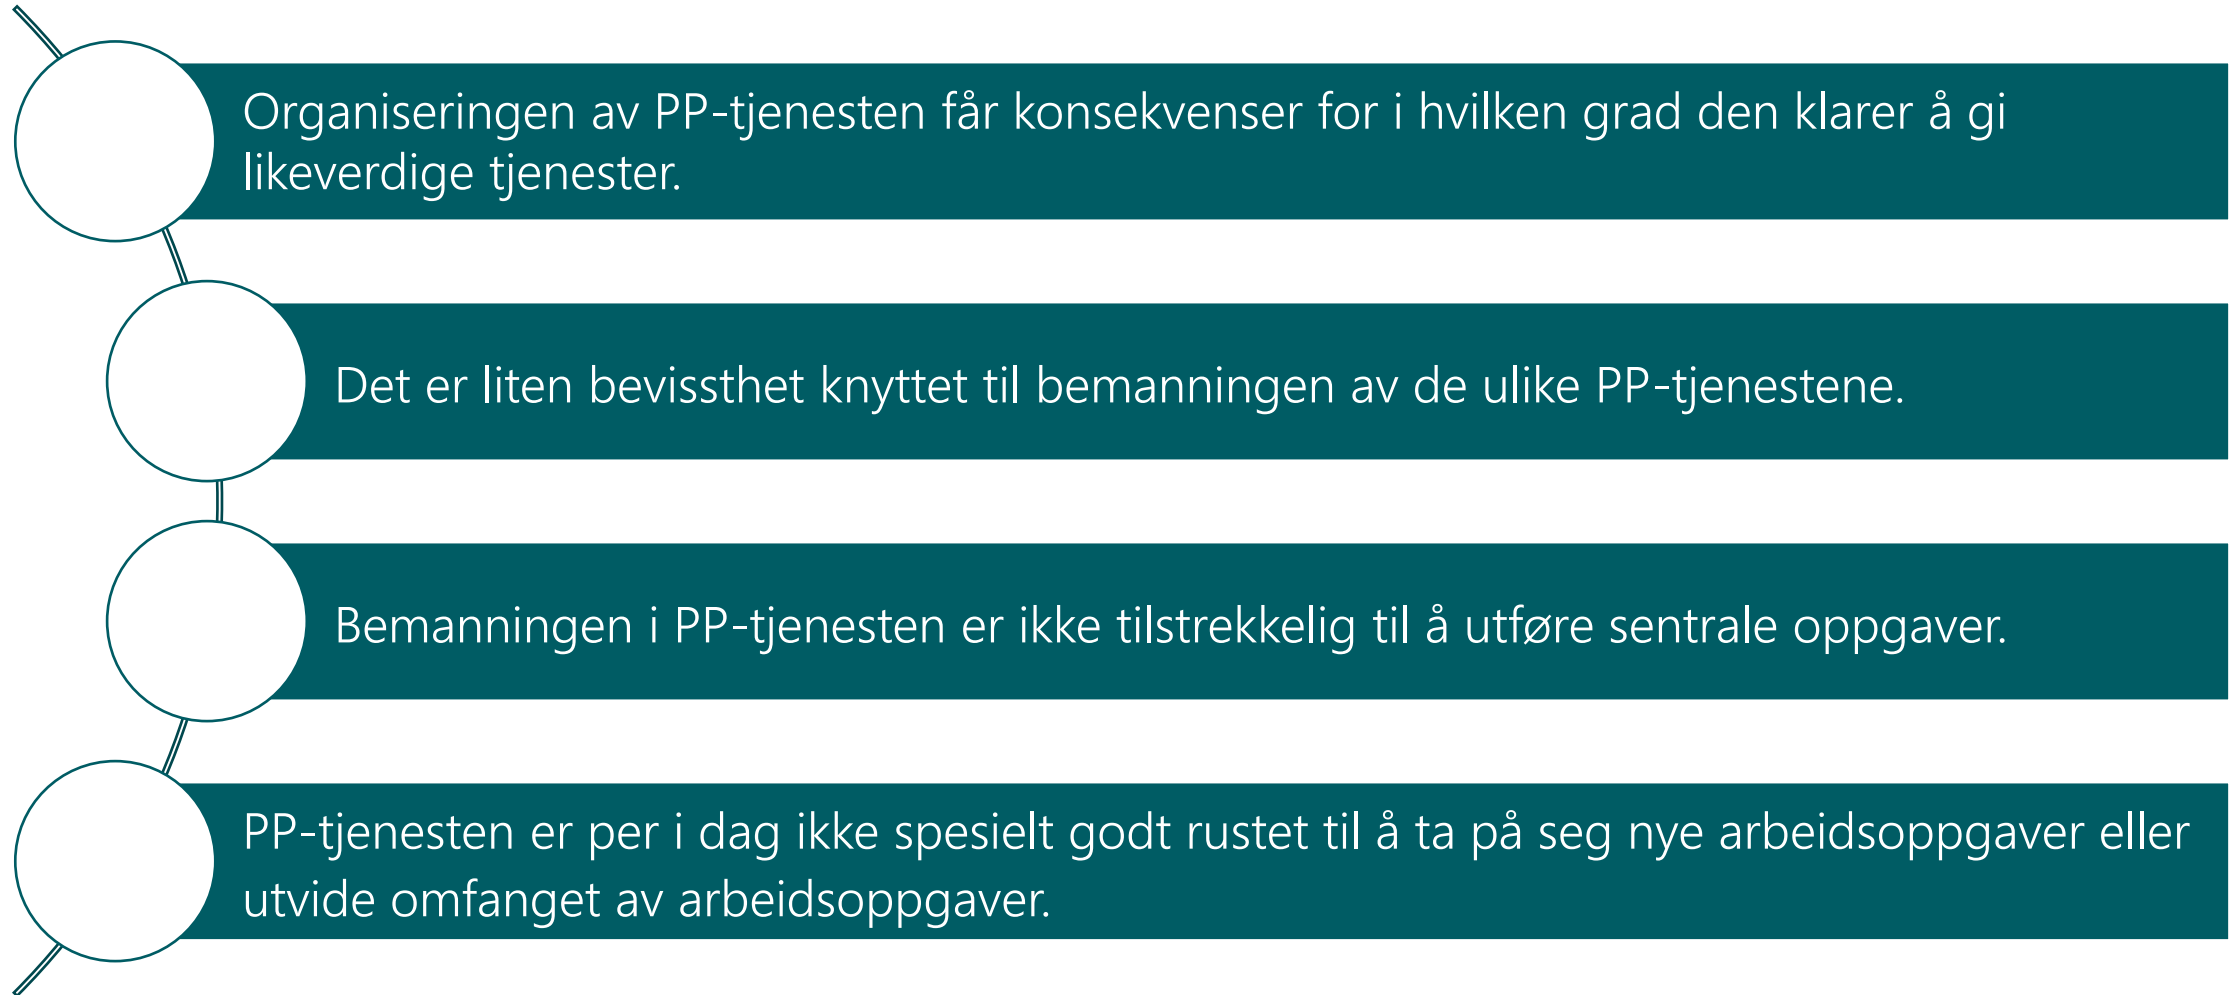 Organiseringen av PP-tjenesten får konsekvenser for i hvilken grad den klarer å gi
likeverdige tjenester.
Det er liten bevissthet knyttet til bemanningen av de ulike PP-tjenestene.
Bemanningen i PP-tjenesten er ikke tilstrekkelig til å utføre sentrale oppgaver.
PP-tjenesten er per i dag ikke spesielt godt rustet til å ta på seg nye arbeidsoppgaver eller
utvide omfanget av arbeidsoppgaver.